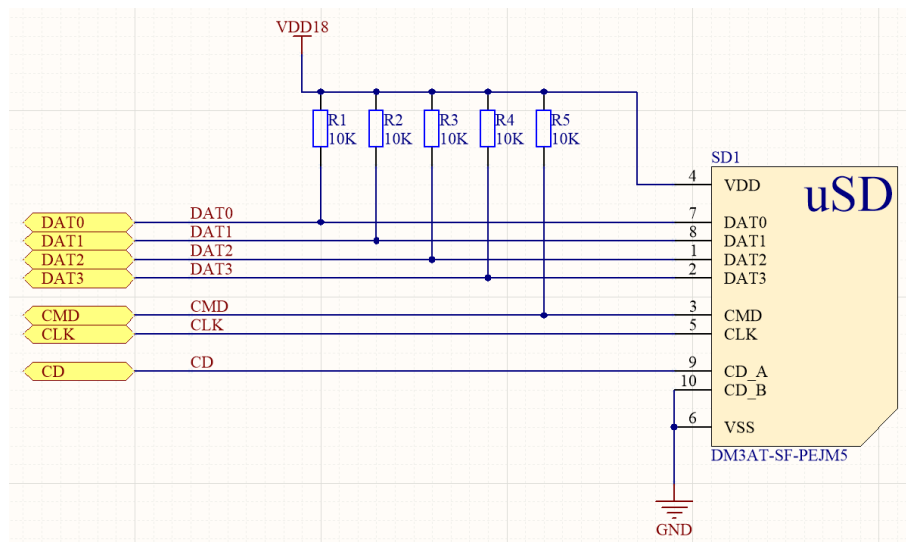 VDD18
R1 R2 R3 R4 R5
10K 10K 10K 10K 10K
SD1
uSD
4 VDD
DAT0 DAT0 7 DAT0
DAT1 DAT1 8 DAT1
DAT2 DAT2 1 DAT2
DAT3 DAT3 2 DAT3
CMD CMD 3 CMD
CLK CLK 5 CLK
CD CD 9 CD_A
10 CD_B
6 VSS
DM3AT-SF-PEJM5
GND